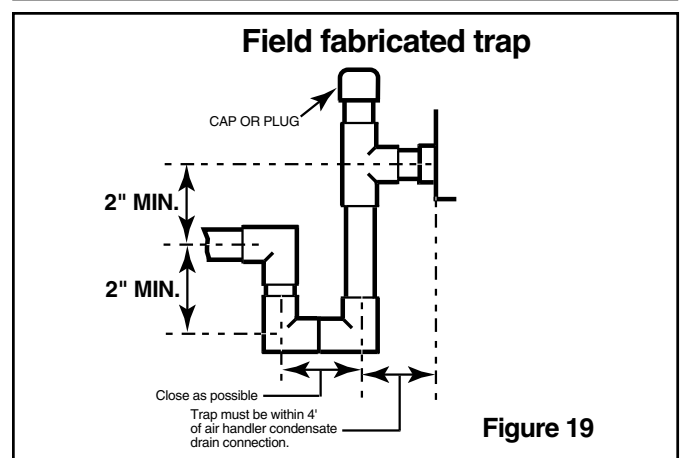 Field fabricated trap
CAP OR PLUG
2" MIN.
2" MIN.
Close as possible
Trap must be within 4'
of air handler condensate
drain connection.
Figure 19